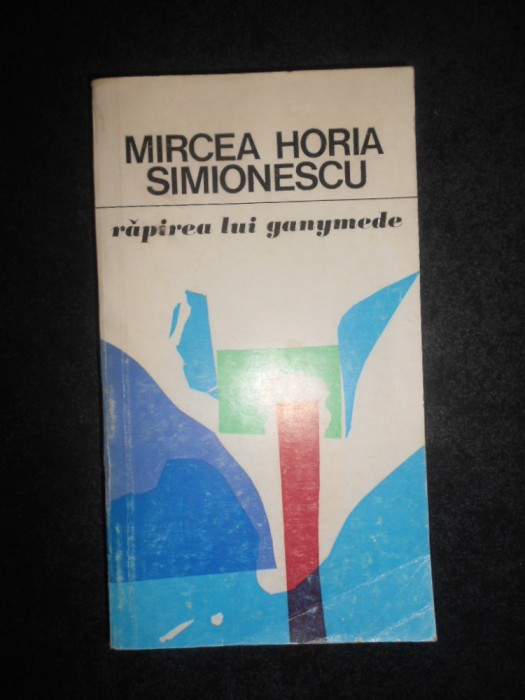 MIRCEA HORIA
SIMIONESCU
răpirea lui ganymede